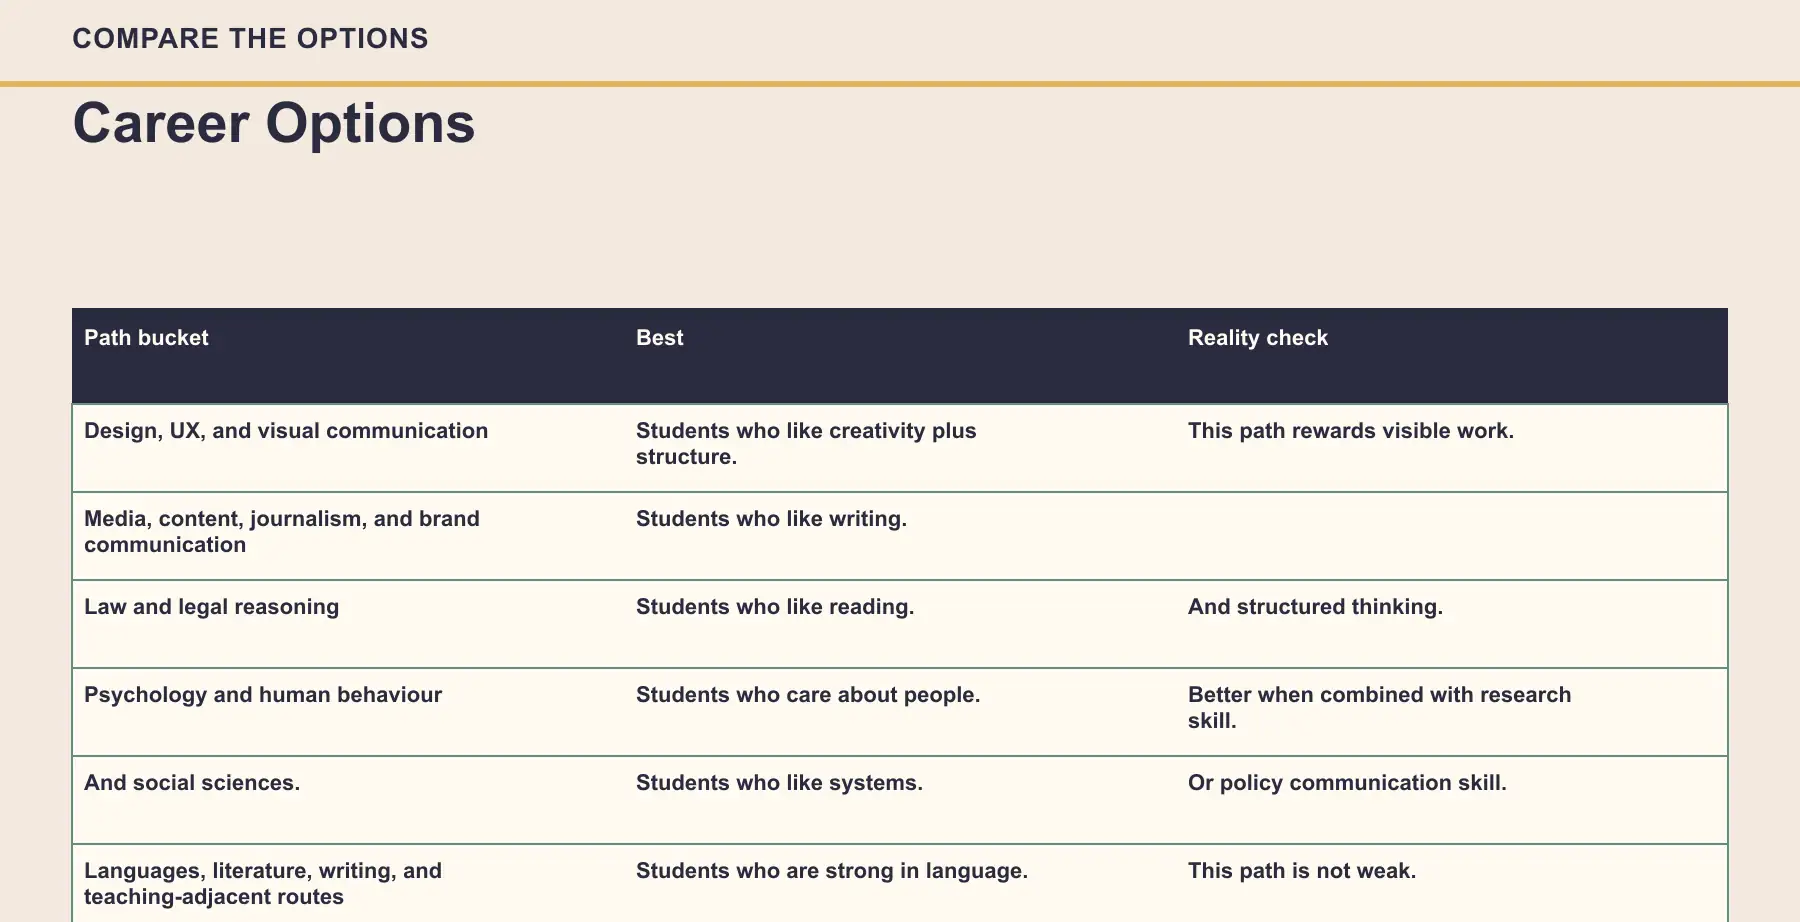 COMPARE THE OPTIONS
Career Options
Path bucket
Best
Reality check
Design, UX, and visual communication
Students who like creativity plus
structure.
This path rewards visible work.
Media, content, journalism, and brand
communication
Students who like writing.
Law and legal reasoning
Students who like reading.
And structured thinking.
Psychology and human behaviour
Students who care about people.
Better when combined with research
skill.
And social sciences.
Students who like systems.
Or policy communication skill.
Languages, literature, writing, and
teaching-adjacent routes
Students who are strong in language.
This path is not weak.